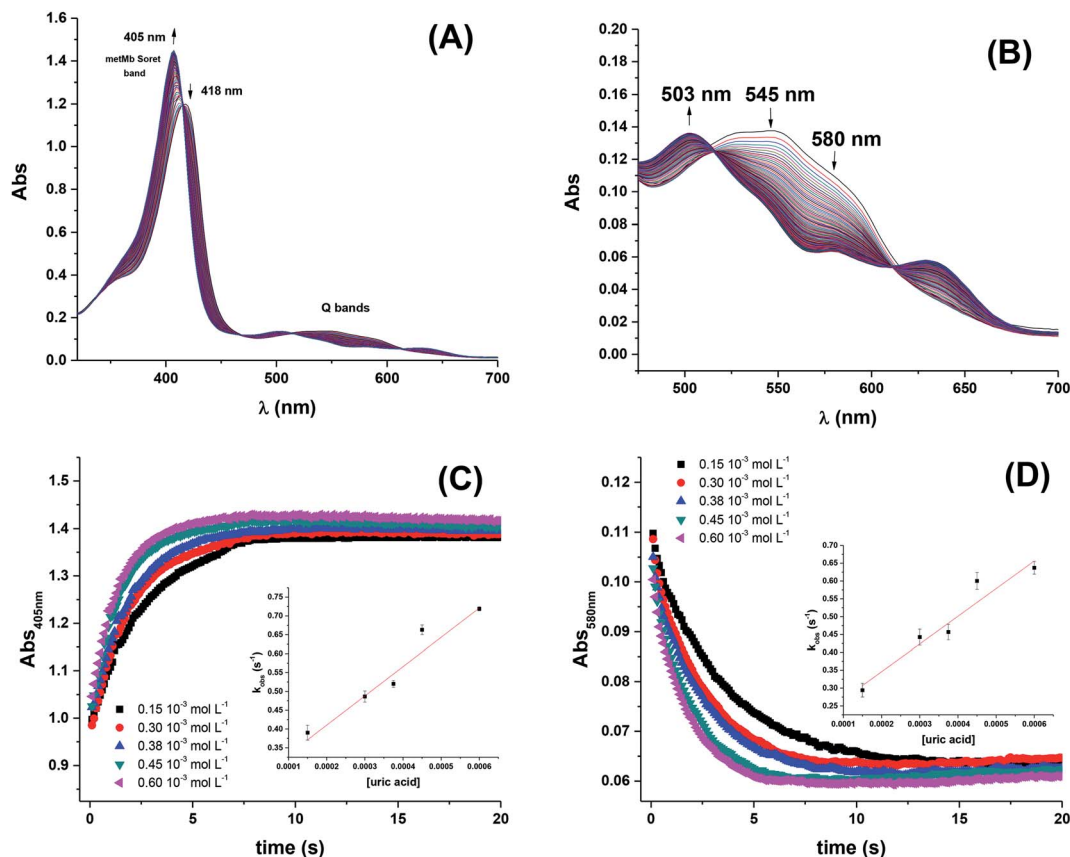 (A)
1.6
1.4
1.2
1.0
0.8
0.6
0.4
0.2
0.0
Abs
405 nm
metMb Soret
band
418 nm
Q bands
400
500
600
700
λ (nm)
(B)
0.20
0.18
0.16
0.14
0.12
0.10
0.08
0.06
0.04
0.02
0.00
Abs
503 nm
545 nm
580 nm
500
550
600
650
700
λ (nm)
(C)
1.5
1.4
1.3
1.2
1.1
1.0
0.9
Abs405nm
0.15 10⁻³ mol L⁻¹
0.30 10⁻³ mol L⁻¹
0.38 10⁻³ mol L⁻¹
0.45 10⁻³ mol L⁻¹
0.60 10⁻³ mol L⁻¹
0.75
0.70
0.65
0.60
0.55
0.50
0.45
0.40
0.35
kobs (s⁻¹)
0.0001 0.0002 0.0003 0.0004 0.0005 0.0006
[uric acid]
0
5
10
15
20
time (s)
(D)
0.12
0.11
0.10
0.09
0.08
0.07
0.06
Abs580nm
0.15 10⁻³ mol L⁻¹
0.30 10⁻³ mol L⁻¹
0.38 10⁻³ mol L⁻¹
0.45 10⁻³ mol L⁻¹
0.60 10⁻³ mol L⁻¹
0.70
0.65
0.60
0.55
0.50
0.45
0.40
0.35
0.30
0.25
kobs (s⁻¹)
0.0001 0.0002 0.0003 0.0004 0.0005 0.0006
[uric acid]
0
5
10
15
20
time (s)